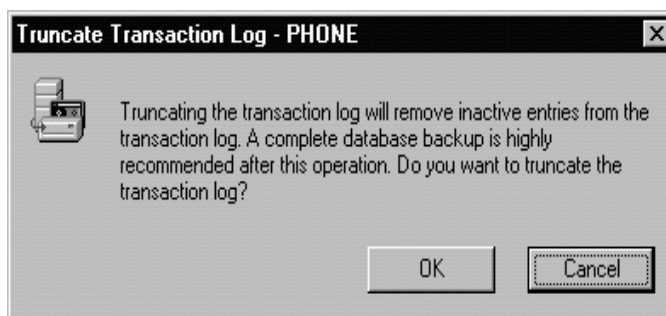 Truncate Transaction Log - PHONE
Truncating the transaction log will remove inactive entries from the
transaction log. A complete database backup is highly
recommended after this operation. Do you want to truncate the
transaction log?
OK
Cancel